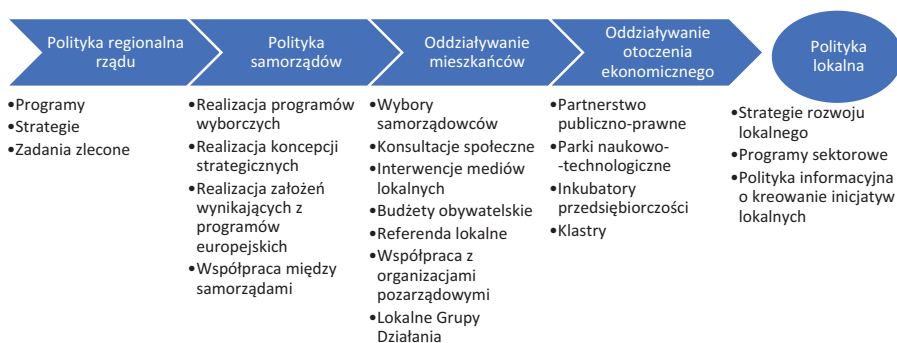 Polityka regionalna
rządu
•Programy
•Strategie
•Zadania zlecone
Polityka
samorządów
•Realizacja programów
wyborczych
•Realizacja koncepcji
strategicznych
•Realizacja założeń
wynikających z
programów
europejskich
•Współpraca między
samorządami
Oddziaływanie
mieszkańców
•Wybory
samorządowców
•Konsultacje społeczne
•Interwencje mediów
lokalnych
•Budżety obywatelskie
•Referenda lokalne
•Współpraca z
organizacjami
pozarządowymi
•Lokalne Grupy
Działania
Oddziaływanie
otoczenia
ekonomicznego
•Partnerstwo
publiczno-prawne
•Parki naukowo-
-technologiczne
•Inkubatory
przedsiębiorczości
•Klastry
Polityka
lokalna
•Strategie rozwoju
lokalnego
•Programy sektorowe
•Polityka informacyjna
o kreowanie inicjatyw
lokalnych